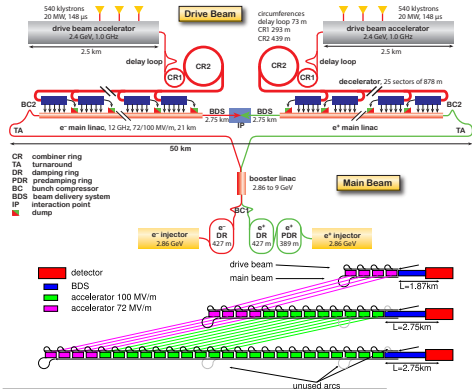 540 klystrons
20 MW, 148 µs
Drive Beam
circumferences
delay loop 73 m
CR1 293 m
CR2 439 m
540 klystrons
20 MW, 148 µs
drive beam accelerator
2.4 GeV, 1.0 GHz
drive beam accelerator
2.4 GeV, 1.0 GHz
2.5 km
2.5 km
delay loop
delay loop
CR2
CR2
CR1
CR1
decelerator, 25 sectors of 878 m
BC2
BC2
BDS
2.75 km
BDS
2.75 km
IP
TA
e⁻ main linac, 12 GHz, 72/100 MV/m, 21 km
e⁺ main linac
TA
50 km
CR combiner ring
TA turnaround
DR damping ring
PDR predamping ring
BC bunch compressor
BDS beam delivery system
IP interaction point
dump
booster linac
2.86 to 9 GeV
Main Beam
BC1
e⁻ injector
2.86 GeV
e⁻
DR
427 m
e⁺
DR
427 m
e⁺
PDR
389 m
e⁺ injector
2.86 GeV
drive beam
main beam
detector
BDS
accelerator 100 MV/m
accelerator 72 MV/m
L=1.87km
L=2.75km
L=2.75km
unused arcs